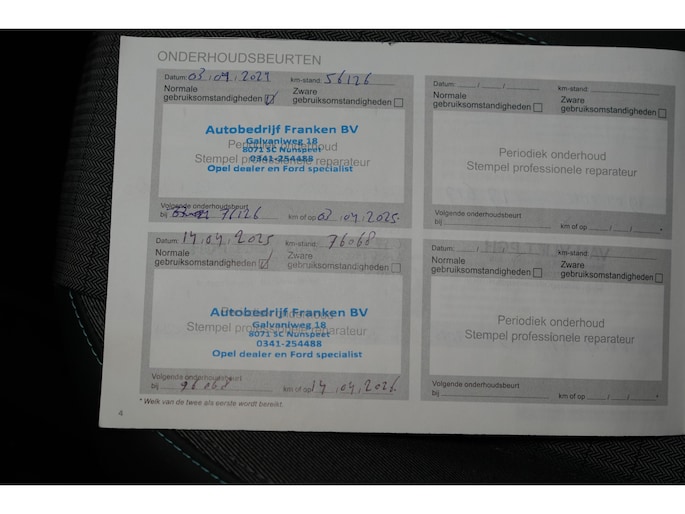 ONDERHOUDSBEURTEN
Datum: 03, 04, 2024 km-stand: 56126
Normale gebruiksomstandigheden
Zware gebruiksomstandigheden
Autobedrijf Franken BV
Galvaniweg 18
8071 SC Nunspeet
0341-254488
Opel dealer en Ford specialist
Periodiek onderhoud
Stempel professionele reparateur
Volgende onderhoudsbeurt
bij 76126 km of op 03, 04, 2025
Datum: 14, 04, 2025 km-stand: 76068
Normale gebruiksomstandigheden
Zware gebruiksomstandigheden
Autobedrijf Franken BV
Galvaniweg 18
8071 SC Nunspeet
0341-254488
Opel dealer en Ford specialist
Stempel professionele reparateur
Volgende onderhoudsbeurt
bij 96068 km of op 14, 04, 2026
* Welk van de twee als eerste wordt bereikt.
4
Datum: / / km-stand:
Normale gebruiksomstandigheden
Zware gebruiksomstandigheden
Periodiek onderhoud
Stempel professionele reparateur
Volgende onderhoudsbeurt
bij km of op / / *
Datum: / / km-stand:
Normale gebruiksomstandigheden
Zware gebruiksomstandigheden
Periodiek onderhoud
Stempel professionele reparateur
Volgende onderhoudsbeurt
bij km of op / / *